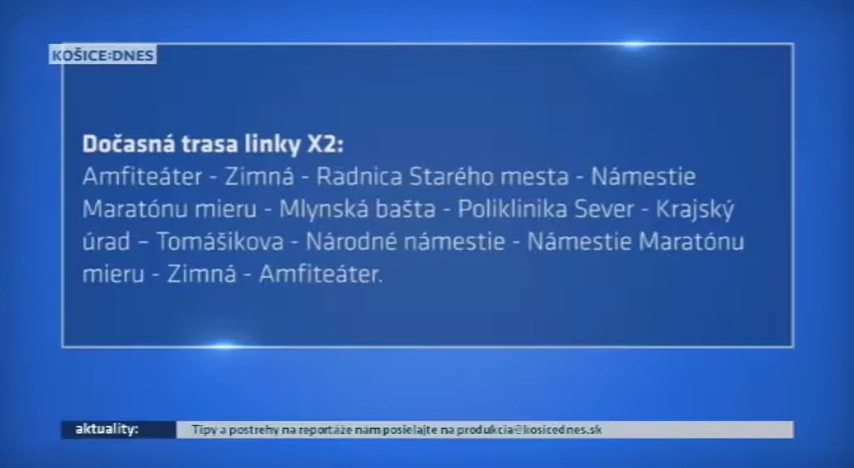 KOŠICE:DNES
Dočasná trasa linky X2:
Amfiteáter - Zimná - Radnica Starého mesta - Námestie
Maratónu mieru - Mlynská bašta - Poliklinika Sever - Krajský
úrad – Tomášikova - Národné námestie - Námestie Maratónu
mieru - Zimná - Amfiteáter.
aktuality: Tipy a postrehy na reportáže nám posielajte na produkcia@kosicednes.sk